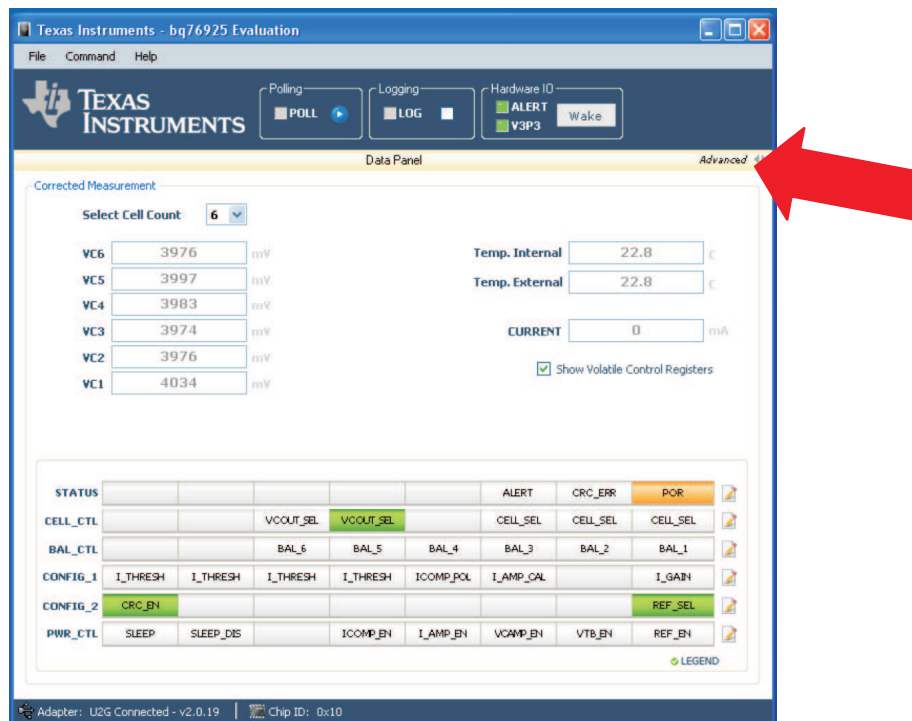 Texas Instruments - bq76925 Evaluation
File Command Help
TEXAS INSTRUMENTS
Polling
POLL
Logging
LOG
Hardware IO
ALERT
V3P3
Wake
Data Panel Advanced
Corrected Measurement
Select Cell Count 6
VC6 3976 mV
VC5 3997 mV
VC4 3983 mV
VC3 3974 mV
VC2 3976 mV
VC1 4034 mV
Temp. Internal 22.8 C
Temp. External 22.8 C
CURRENT 0 mA
Show Volatile Control Registers
STATUS ALERT CRC_ERR POR
CELL_CTL VCOUT_SEL VCOUT_SEL CELL_SEL CELL_SEL CELL_SEL
BAL_CTL BAL_6 BAL_5 BAL_4 BAL_3 BAL_2 BAL_1
CONFIG_1 I_THRESH I_THRESH I_THRESH I_THRESH ICOMP_POL I_AMP_CAL I_GAIN
CONFIG_2 CRC_EN REF_SEL
PWR_CTL SLEEP SLEEP_DIS ICOMP_EN I_AMP_EN VCAMP_EN VTB_EN REF_EN
LEGEND
Adapter: U2G Connected - v2.0.19 Chip ID: 0x10